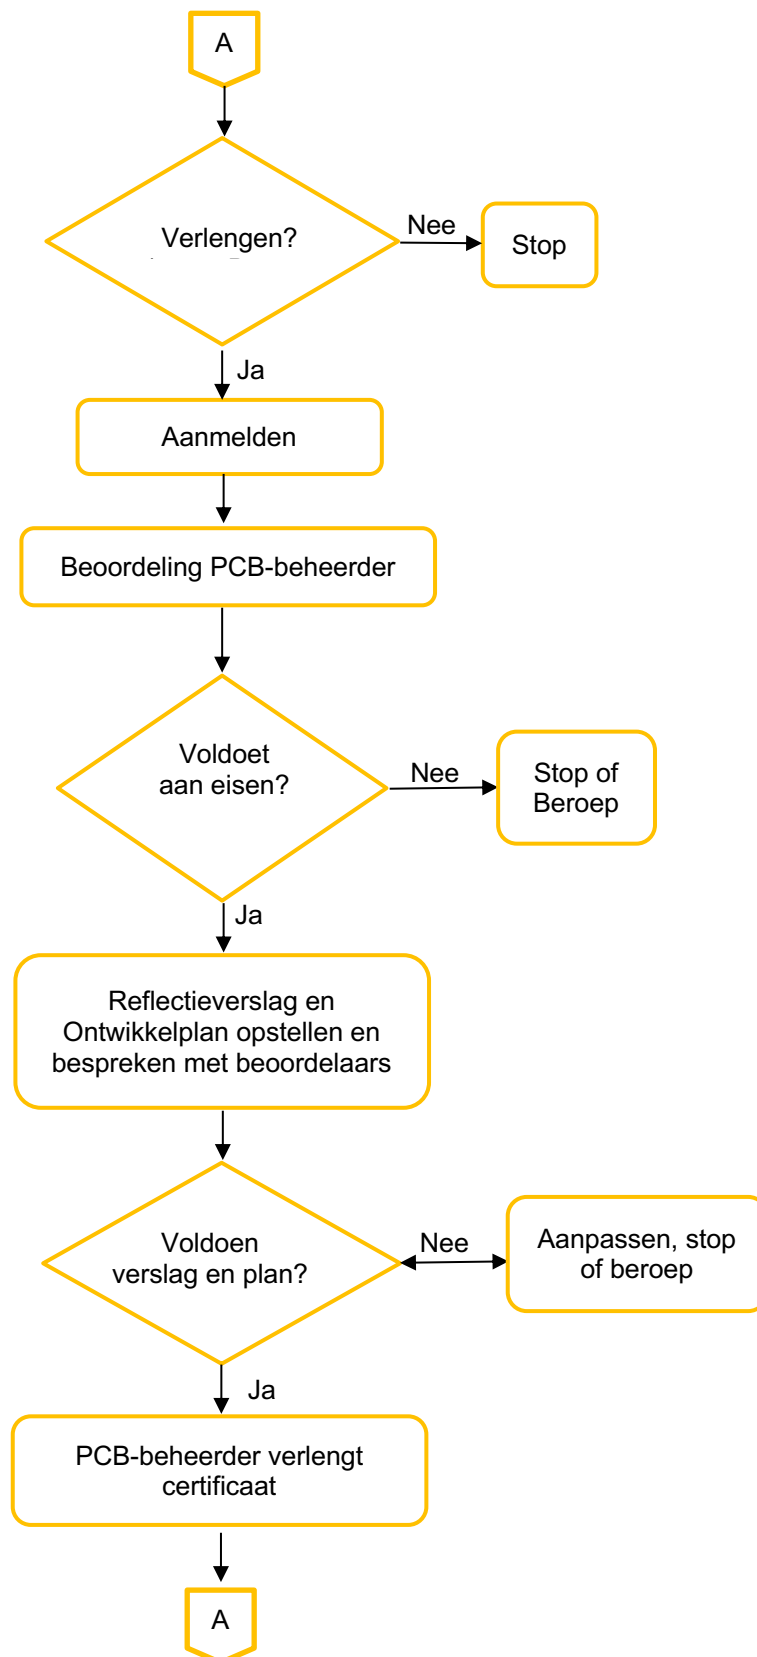 A
Verlengen?
Nee
Stop
Ja
Aanmelden
Beoordeling PCB-beheerder
Voldoet
aan eisen?
Nee
Stop of
Beroep
Ja
Reflectieverslag en
Ontwikkelplan opstellen en
bespreken met beoordelaars
Voldoen
verslag en plan?
Nee
Aanpassen, stop
of beroep
Ja
PCB-beheerder verlengt
certificaat
A